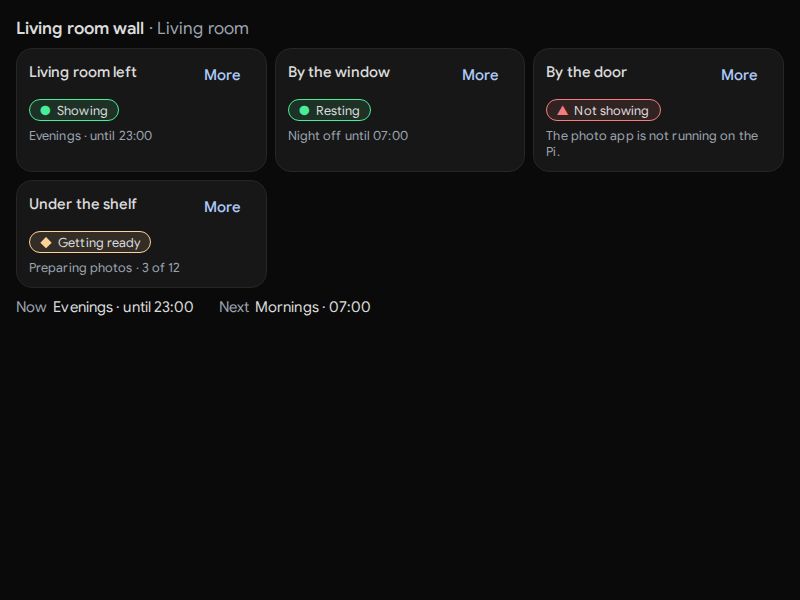 Living room wall · Living room
Living room left
More
Showing
Evenings · until 23:00
By the window
More
Resting
Night off until 07:00
By the door
More
Not showing
The photo app is not running on the
Pi.
Under the shelf
More
Getting ready
Preparing photos · 3 of 12
Now Evenings · until 23:00 Next Mornings · 07:00